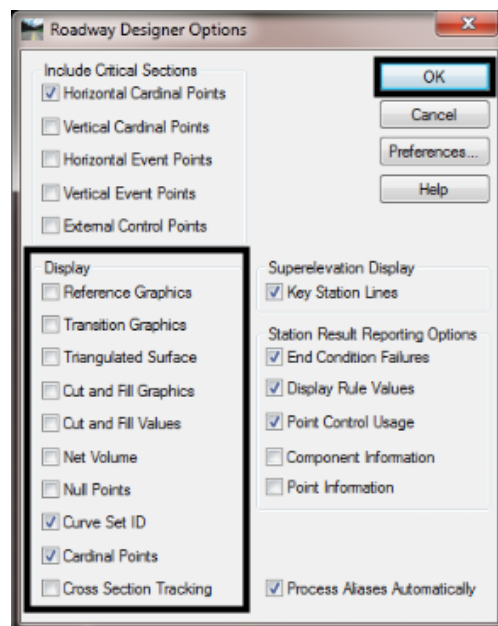 Roadway Designer Options
Include Critical Sections
Horizontal Cardinal Points
Vertical Cardinal Points
Horizontal Event Points
Vertical Event Points
External Control Points
OK
Cancel
Preferences...
Help
Display
Reference Graphics
Transition Graphics
Triangulated Surface
Cut and Fill Graphics
Cut and Fill Values
Net Volume
Null Points
Curve Set ID
Cardinal Points
Cross Section Tracking
Superelevation Display
Key Station Lines
Station Result Reporting Options
End Condition Failures
Display Rule Values
Point Control Usage
Component Information
Point Information
Process Aliases Automatically